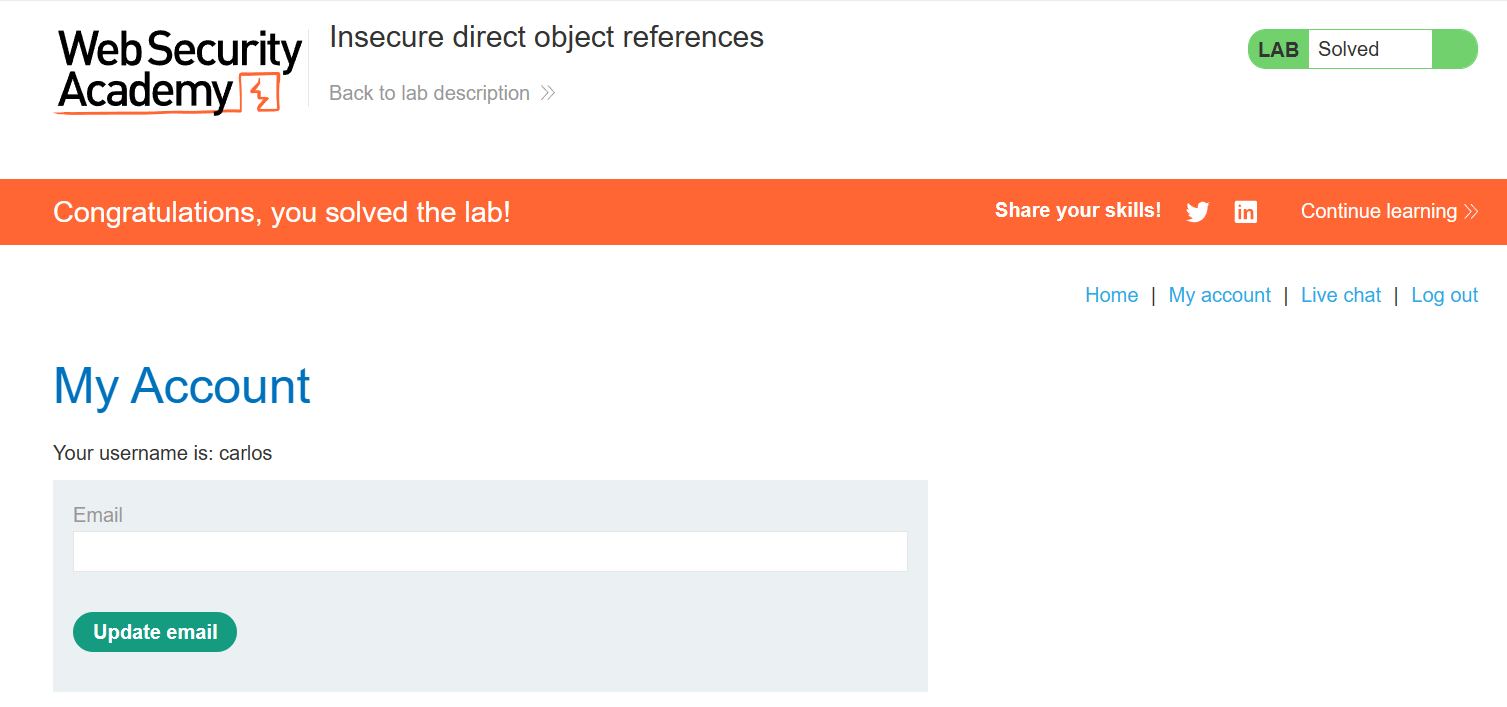 Web Security
Academy
Insecure direct object references
Back to lab description
LAB Solved
Congratulations, you solved the lab!
Share your skills!
Continue learning
Home | My account | Live chat | Log out
My Account
Your username is: carlos
Email
Update email